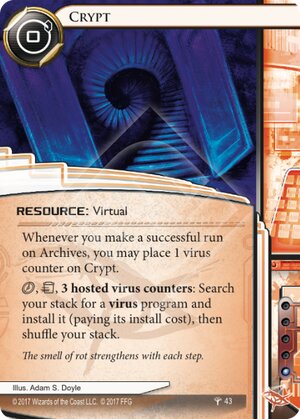 0
CRYPT
RESOURCE: Virtual
Whenever you make a successful run
on Archives, you may place 1 virus
counter on Crypt.
, , 3 hosted virus counters: Search
your stack for a virus program and
install it (paying its install cost), then
shuffle your stack.
The smell of rot strengthens with each step.
Illus. Adam S. Doyle
© 2017 Wizards of the Coast LLC. © 2017 FFG
43